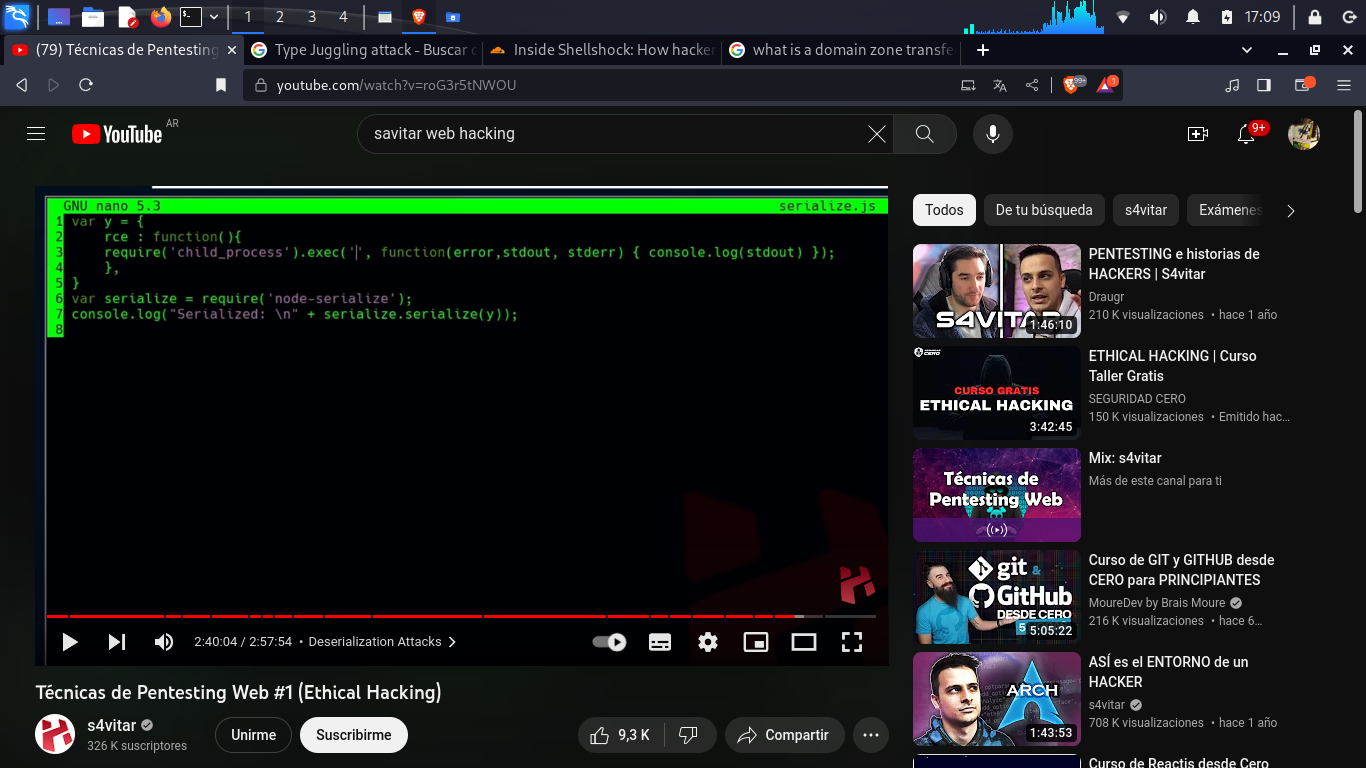 1 2 3 4
17:09
(79) Técnicas de Pentesting
Type Juggling attack - Buscar c
Inside Shellshock: How hacker
what is a domain zone transfe
youtube.com/watch?v=roG3r5tNWOU
99+
1
YouTube AR
savitar web hacking
9+
GNU nano 5.3 serialize.js
1 var y = {
2 rce : function(){
3 require('child_process').exec('', function(error,stdout, stderr) { console.log(stdout) });
4 },
5 }
6 var serialize = require('node-serialize');
7 console.log("Serialized: \n" + serialize.serialize(y));
8
2:40:04 / 2:57:54 • Deserialization Attacks
Técnicas de Pentesting Web #1 (Ethical Hacking)
s4vitar
326 K suscriptores
Unirme
Suscribirme
9,3 K
Compartir
Todos
De tu búsqueda
s4vitar
Exámenes
S4VITAR
1:46:10
PENTESTING e historias de
HACKERS | S4vitar
Draugr
210 K visualizaciones • hace 1 año
CERO
CURSO GRATIS
ETHICAL HACKING
3:42:45
ETHICAL HACKING | Curso
Taller Gratis
SEGURIDAD CERO
150 K visualizaciones • Emitido hac...
Técnicas de
Pentesting Web
Mix: s4vitar
Más de este canal para ti
git &
GitHub
DESDE CERO
5:05:22
Curso de GIT y GITHUB desde
CERO para PRINCIPIANTES
MoureDev by Brais Moure
216 K visualizaciones • hace 6...
ARCH
1:43:53
ASÍ es el ENTORNO de un
HACKER
s4vitar
708 K visualizaciones • hace 1 año
Curso de Reactjs desde Cero